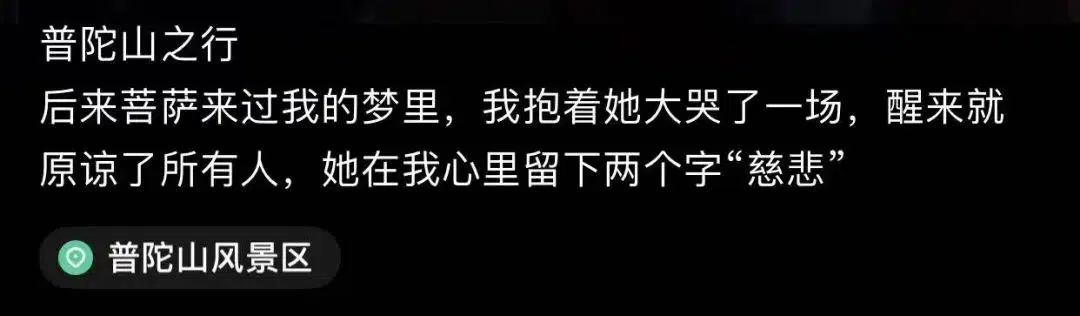 普陀山之行
后来菩萨来过我的梦里，我抱着她大哭了一场，醒来就
原谅了所有人，她在我心里留下两个字“慈悲”
普陀山风景区